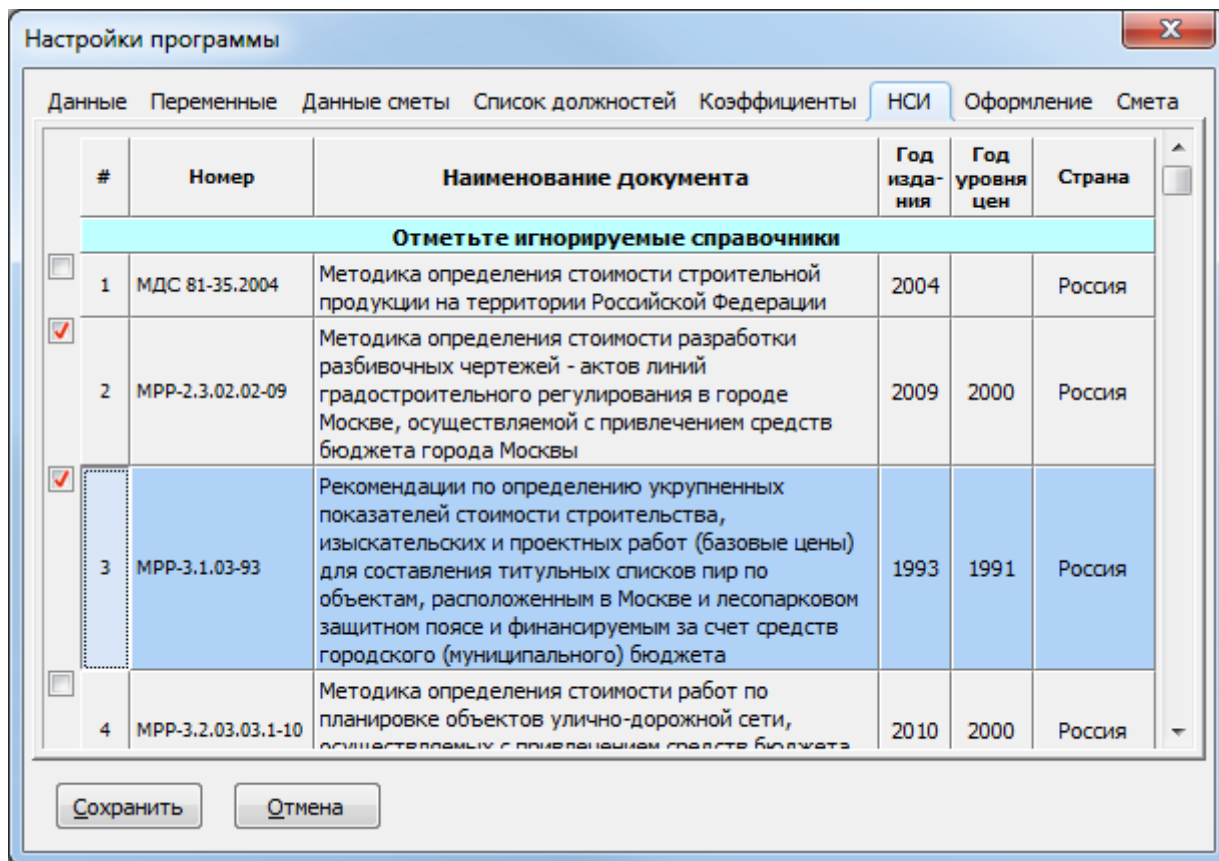 Настройки программы
Данные Переменные Данные сметы Список должностей Коэффициенты НСИ Оформление Смета
# Номер Наименование документа Год изда- ния Год уровня цен Страна
Отметьте игнорируемые справочники
1 МДС 81-35.2004 Методика определения стоимости строительной
продукции на территории Российской Федерации 2004 Россия
2 МРР-2.3.02.02-09 Методика определения стоимости разработки
разбивочных чертежей - актов линий
градостроительного регулирования в городе
Москве, осуществляемой с привлечением средств
бюджета города Москвы 2009 2000 Россия
3 МРР-3.1.03-93 Рекомендации по определению укрупненных
показателей стоимости строительства,
изыскательских и проектных работ (базовые цены)
для составления титульных списков пир по
объектам, расположенным в Москве и лесопарковом
защитном поясе и финансируемым за счет средств
городского (муниципального) бюджета 1993 1991 Россия
4 МРР-3.2.03.03.1-10 Методика определения стоимости работ по
планировке объектов улично-дорожной сети,
осуществляемых с привлечением средств бюджета 2010 2000 Россия
Сохранить Отмена